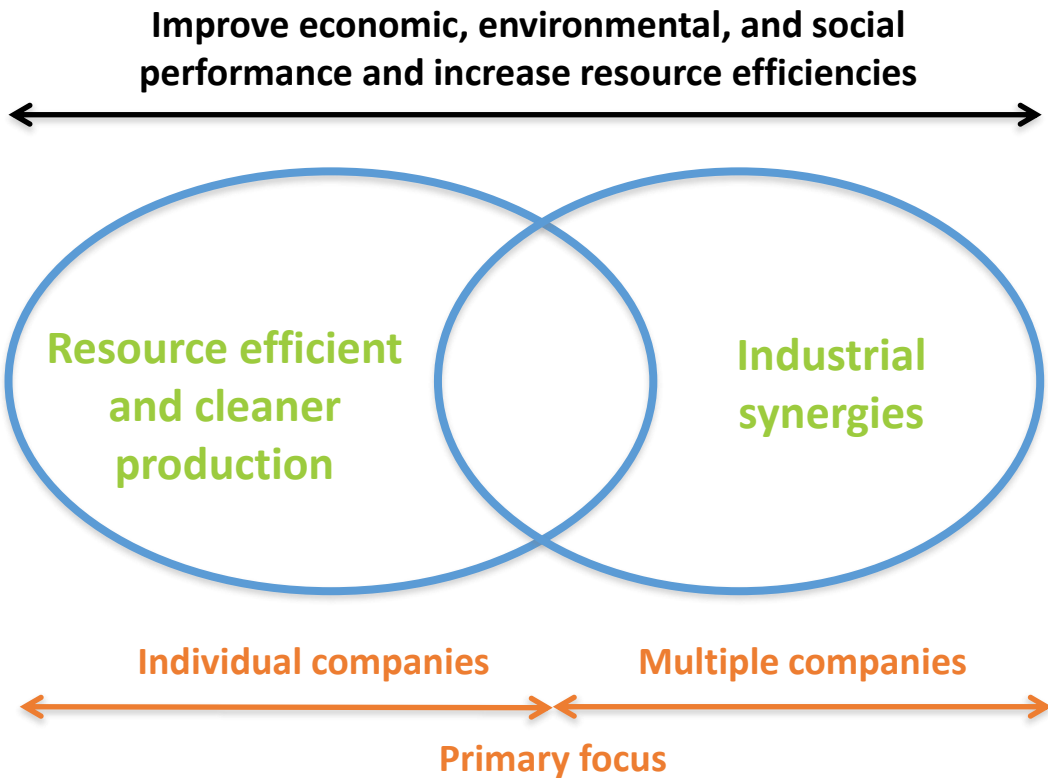 Improve economic, environmental, and social
performance and increase resource efficiencies
Resource efficient
and cleaner
production
Industrial
synergies
Individual companies
Multiple companies
Primary focus